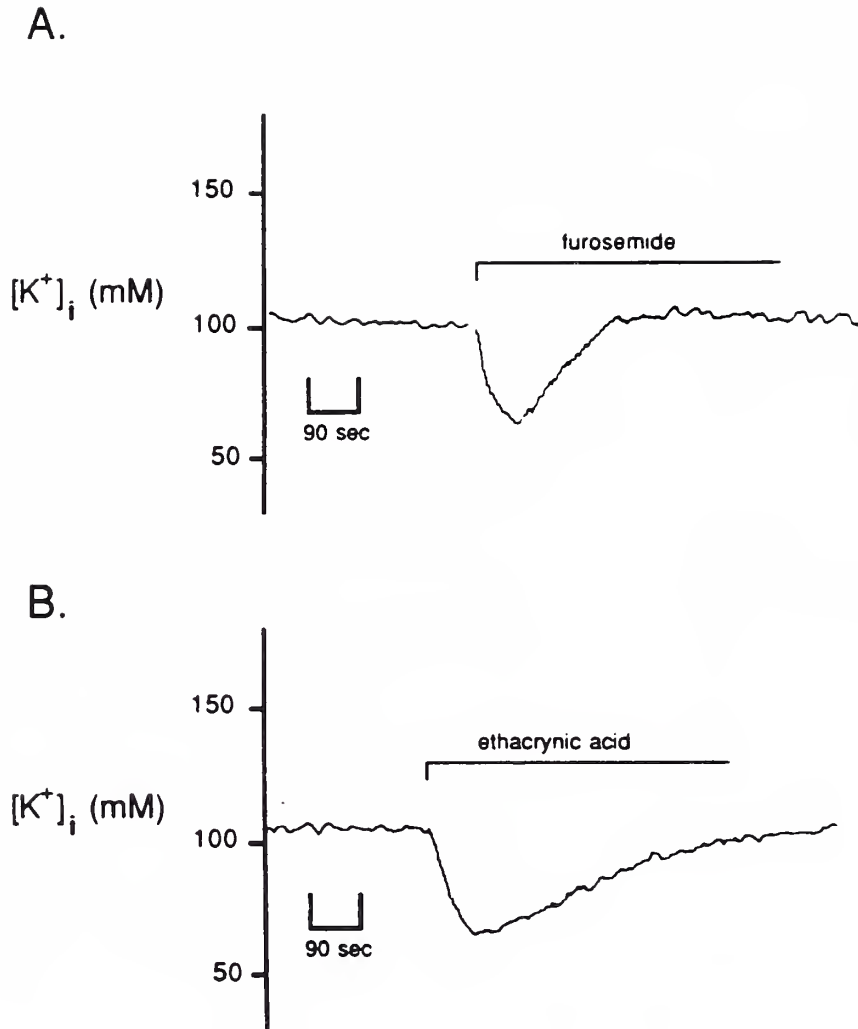 A.
150
furosemide
[K+]i (mM)
100
90 sec
50
B.
150
ethacrynic acid
[K+]i (mM)
100
90 sec
50